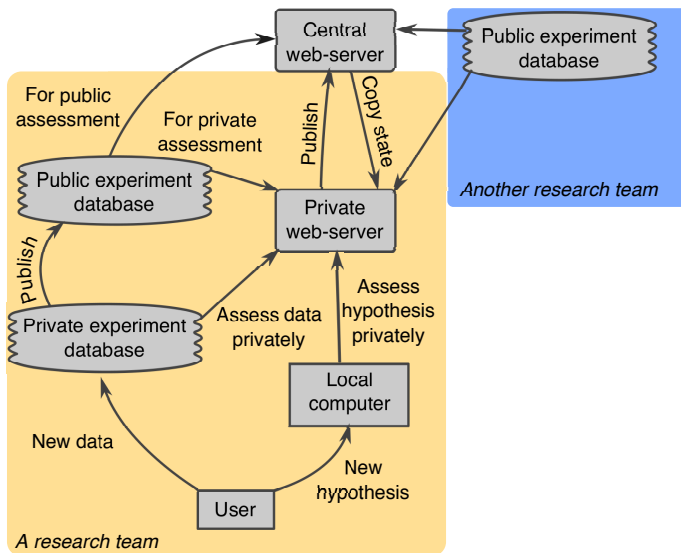 Central
web-server
Public experiment
database
Another research team
For public
assessment
For private
assessment
Publish
Copy state
Public experiment
database
Private
web-server
Publish
Private experiment
database
Assess data
privately
Assess
hypothesis
privately
Local
computer
New data
New
hypothesis
User
A research team